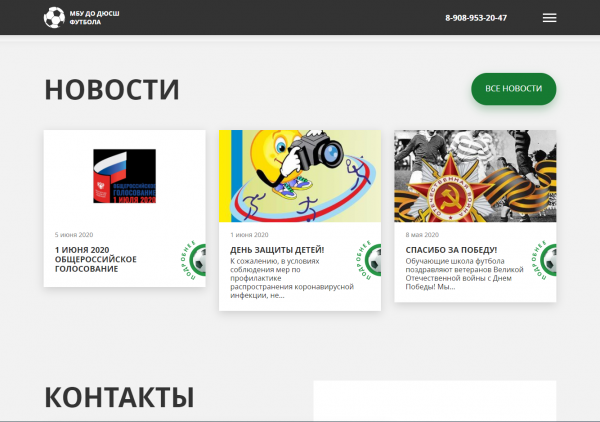 МБУ ДО ДЮСШ
ФУТБОЛА
8-908-953-20-47
НОВОСТИ
ВСЕ НОВОСТИ
ОБЩЕРОССИЙСКОЕ
ГОЛОСОВАНИЕ
1 ИЮЛЯ 2020
5 июня 2020
1 ИЮНЯ 2020
ОБЩЕРОССИЙСКОЕ
ГОЛОСОВАНИЕ
ПОДРОБНЕЕ
1 июня 2020
ДЕНЬ ЗАЩИТЫ ДЕТЕЙ!
К сожалению, в условиях
соблюдения мер по
профилактике
распространения коронавирусной
инфекции, не...
ПОДРОБНЕЕ
ОТЕЧЕСТВЕННАЯ ВОЙНА
8 мая 2020
СПАСИБО ЗА ПОБЕДУ!
Обучающие школа футбола
поздравляют ветеранов Великой
Отечественной войны с Днем
Победы! Мы...
ПОДРОБНЕЕ
КОНТАКТЫ